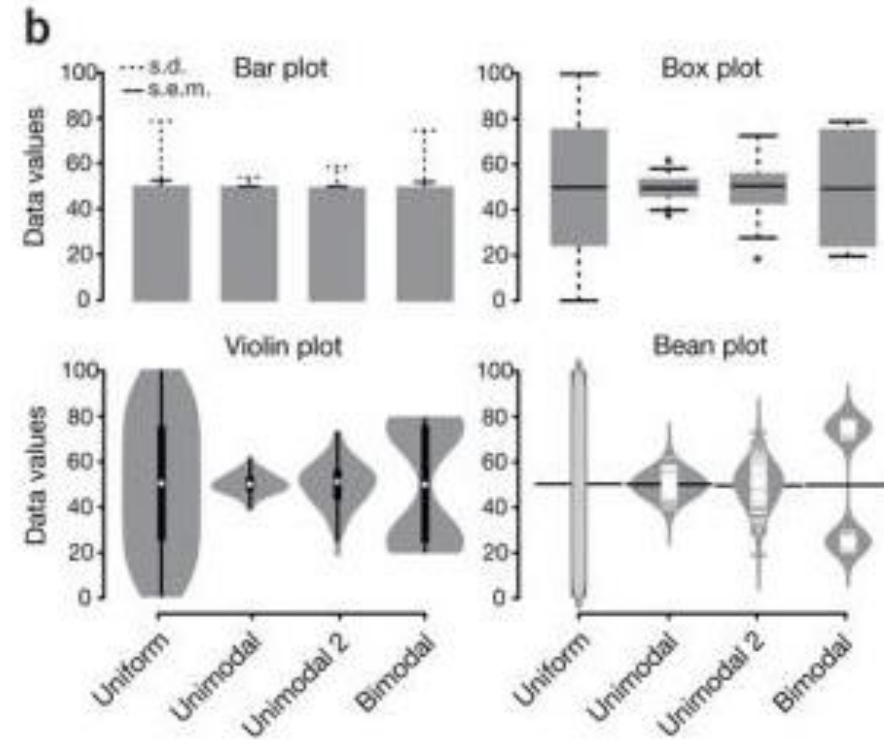 b
Bar plot
s.d.
s.e.m.
Data values
100
80
60
40
20
0
Box plot
100
80
60
40
20
0
Violin plot
Data values
100
80
60
40
20
0
Bean plot
100
80
60
40
20
0
Uniform
Unimodal
Unimodal 2
Bimodal
Uniform
Unimodal
Unimodal 2
Bimodal